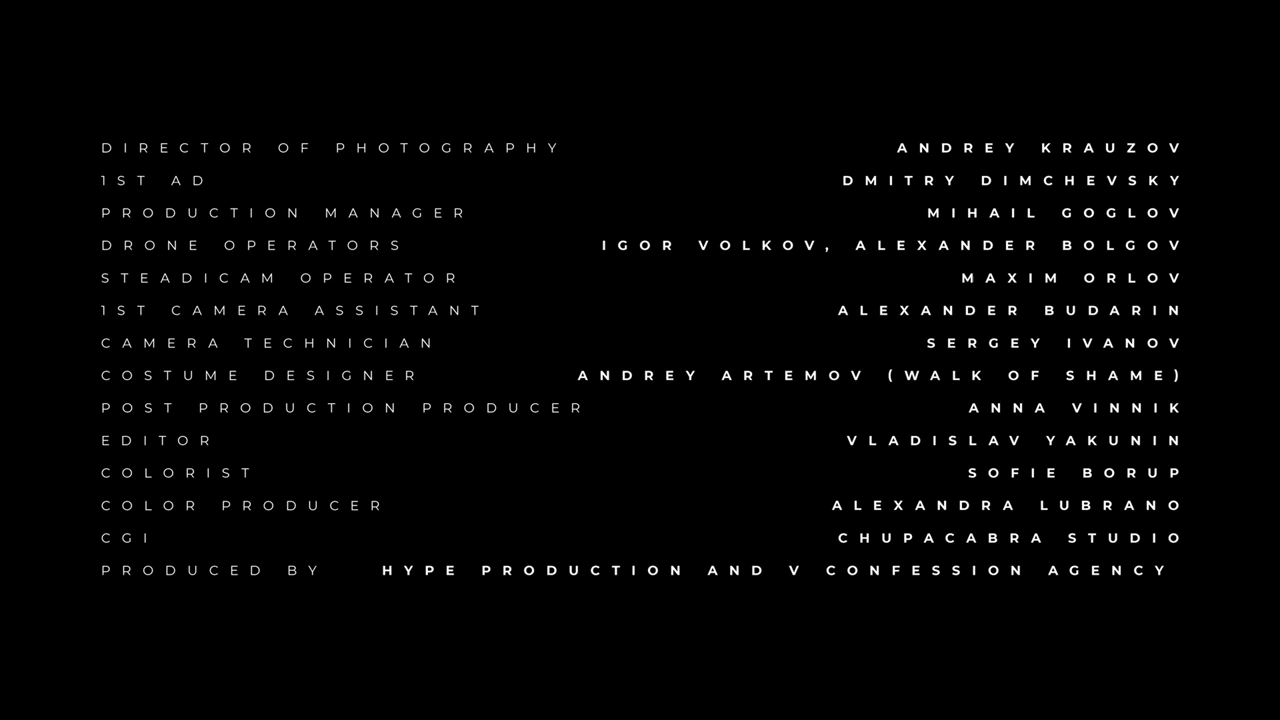 DIRECTOR OF PHOTOGRAPHY ANDREY KRAUZOV
1ST AD DMITRY DIMCHEVSKY
PRODUCTION MANAGER MIHAIL GOGLOV
DRONE OPERATORS IGOR VOLKOV, ALEXANDER BOLGOV
STEADICAM OPERATOR MAXIM ORLOV
1ST CAMERA ASSISTANT ALEXANDER BUDARIN
CAMERA TECHNICIAN SERGEY IVANOV
COSTUME DESIGNER ANDREY ARTEMOV (WALK OF SHAME)
POST PRODUCTION PRODUCER ANNA VINNIK
EDITOR VLADISLAV YAKUNIN
COLORIST SOFIE BORUP
COLOR PRODUCER ALEXANDRA LUBRANO
CGI CHUPACABRA STUDIO
PRODUCED BY HYPE PRODUCTION AND V CONFESSION AGENCY